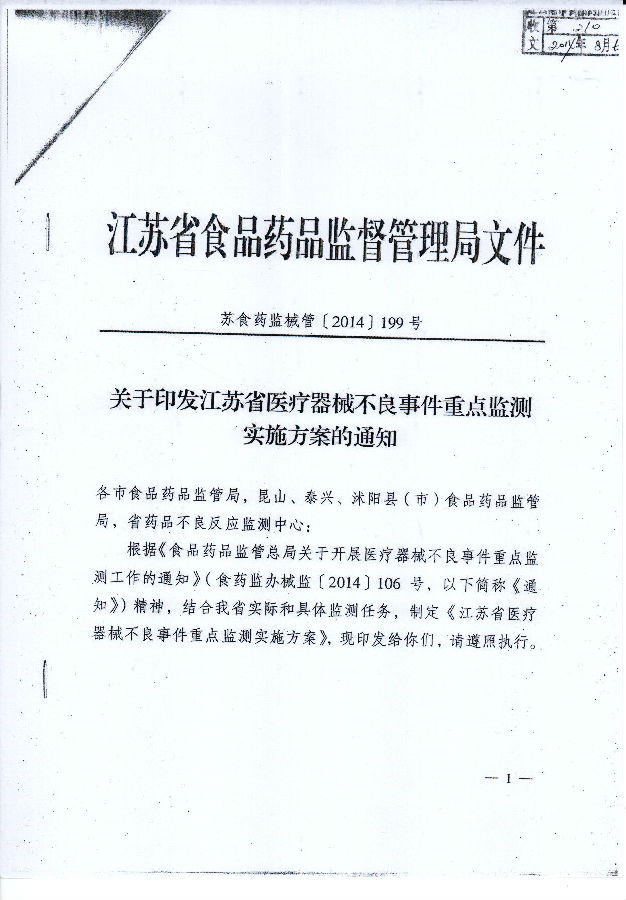 收文
第 210
2014年8月
江苏省食品药品监督管理局文件
苏食药监械管〔2014〕199 号
关于印发江苏省医疗器械不良事件重点监测
实施方案的通知
各市食品药品监管局，昆山、泰兴、沭阳县（市）食品药品监管
局，省药品不良反应监测中心：
根据《食品药品监管总局关于开展医疗器械不良事件重点监
测工作的通知》（食药监办械监〔2014〕106 号，以下简称《通
知》）精神，结合我省实际和具体监测任务，制定《江苏省医疗
器械不良事件重点监测实施方案》，现印发给你们，请遵照执行。
— 1 —